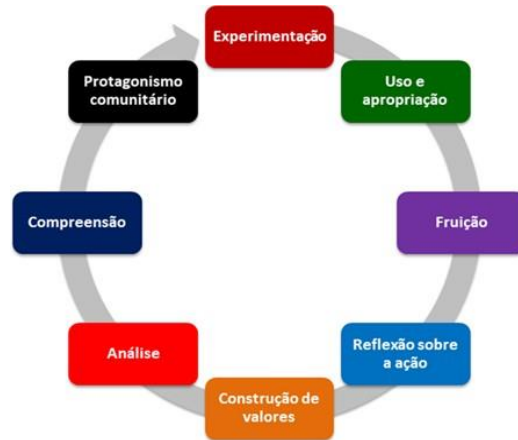 Experimentação
Uso e
apropriação
Fruição
Reflexão sobre
a ação
Construção de
valores
Análise
Compreensão
Protagonismo
comunitário